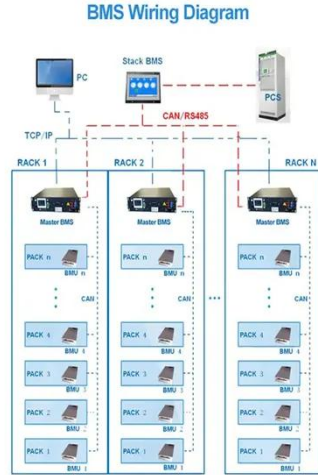 BMS Wiring Diagram
PC
Stack BMS
PCS
CAN/RS485
TCP/IP
RACK 1
RACK 2
RACK N
Master BMS
Master BMS
Master BMS
PACK n
BMU n
PACK n
BMU n
PACK n
BMU n
CAN
CAN
CAN
PACK 4
BMU 4
PACK 4
BMU 4
PACK 4
BMU 4
PACK 3
BMU 3
PACK 3
BMU 3
PACK 3
BMU 3
PACK 2
BMU 2
PACK 2
BMU 2
PACK 2
BMU 2
PACK 1
BMU 1
PACK 1
BMU 1
PACK 1
BMU 1